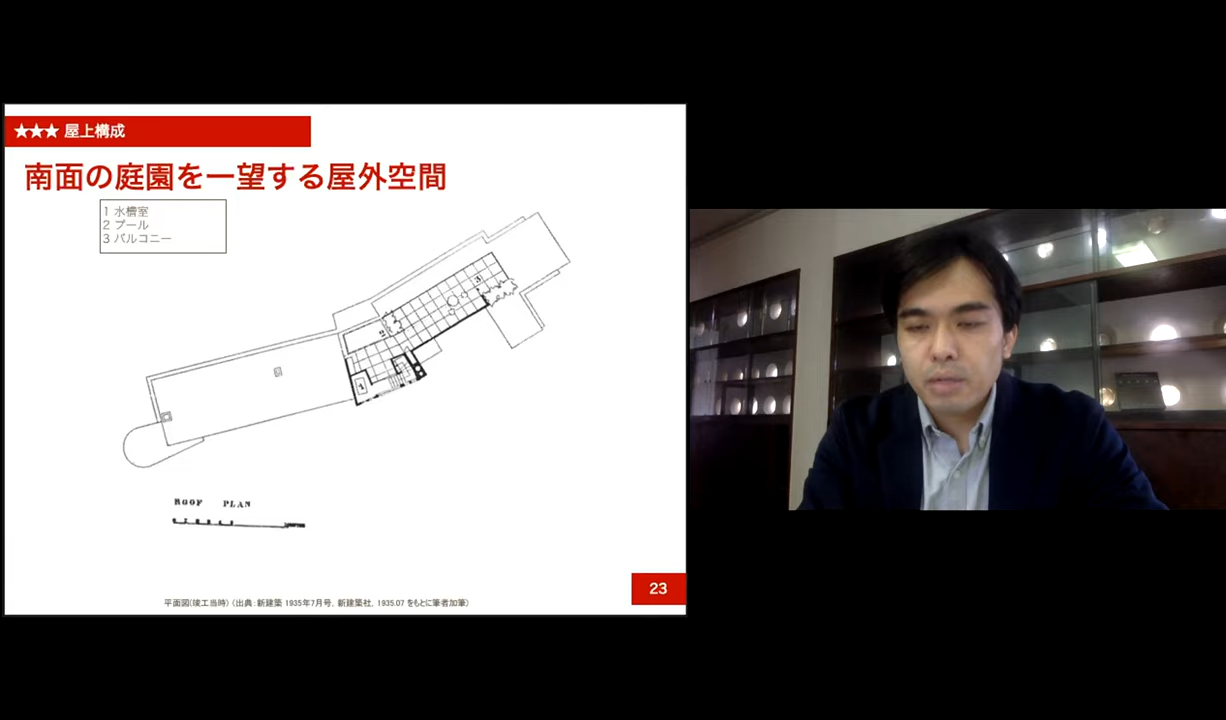 ★★★ 屋上構成
南面の庭園を一望する屋外空間
1 水槽室
2 プール
3 バルコニー
3
2
1
ROOF PLAN
平面図(竣工当時)（出典：新建築 1935年7月号, 新建築社, 1935.07 をもとに筆者加筆）
23